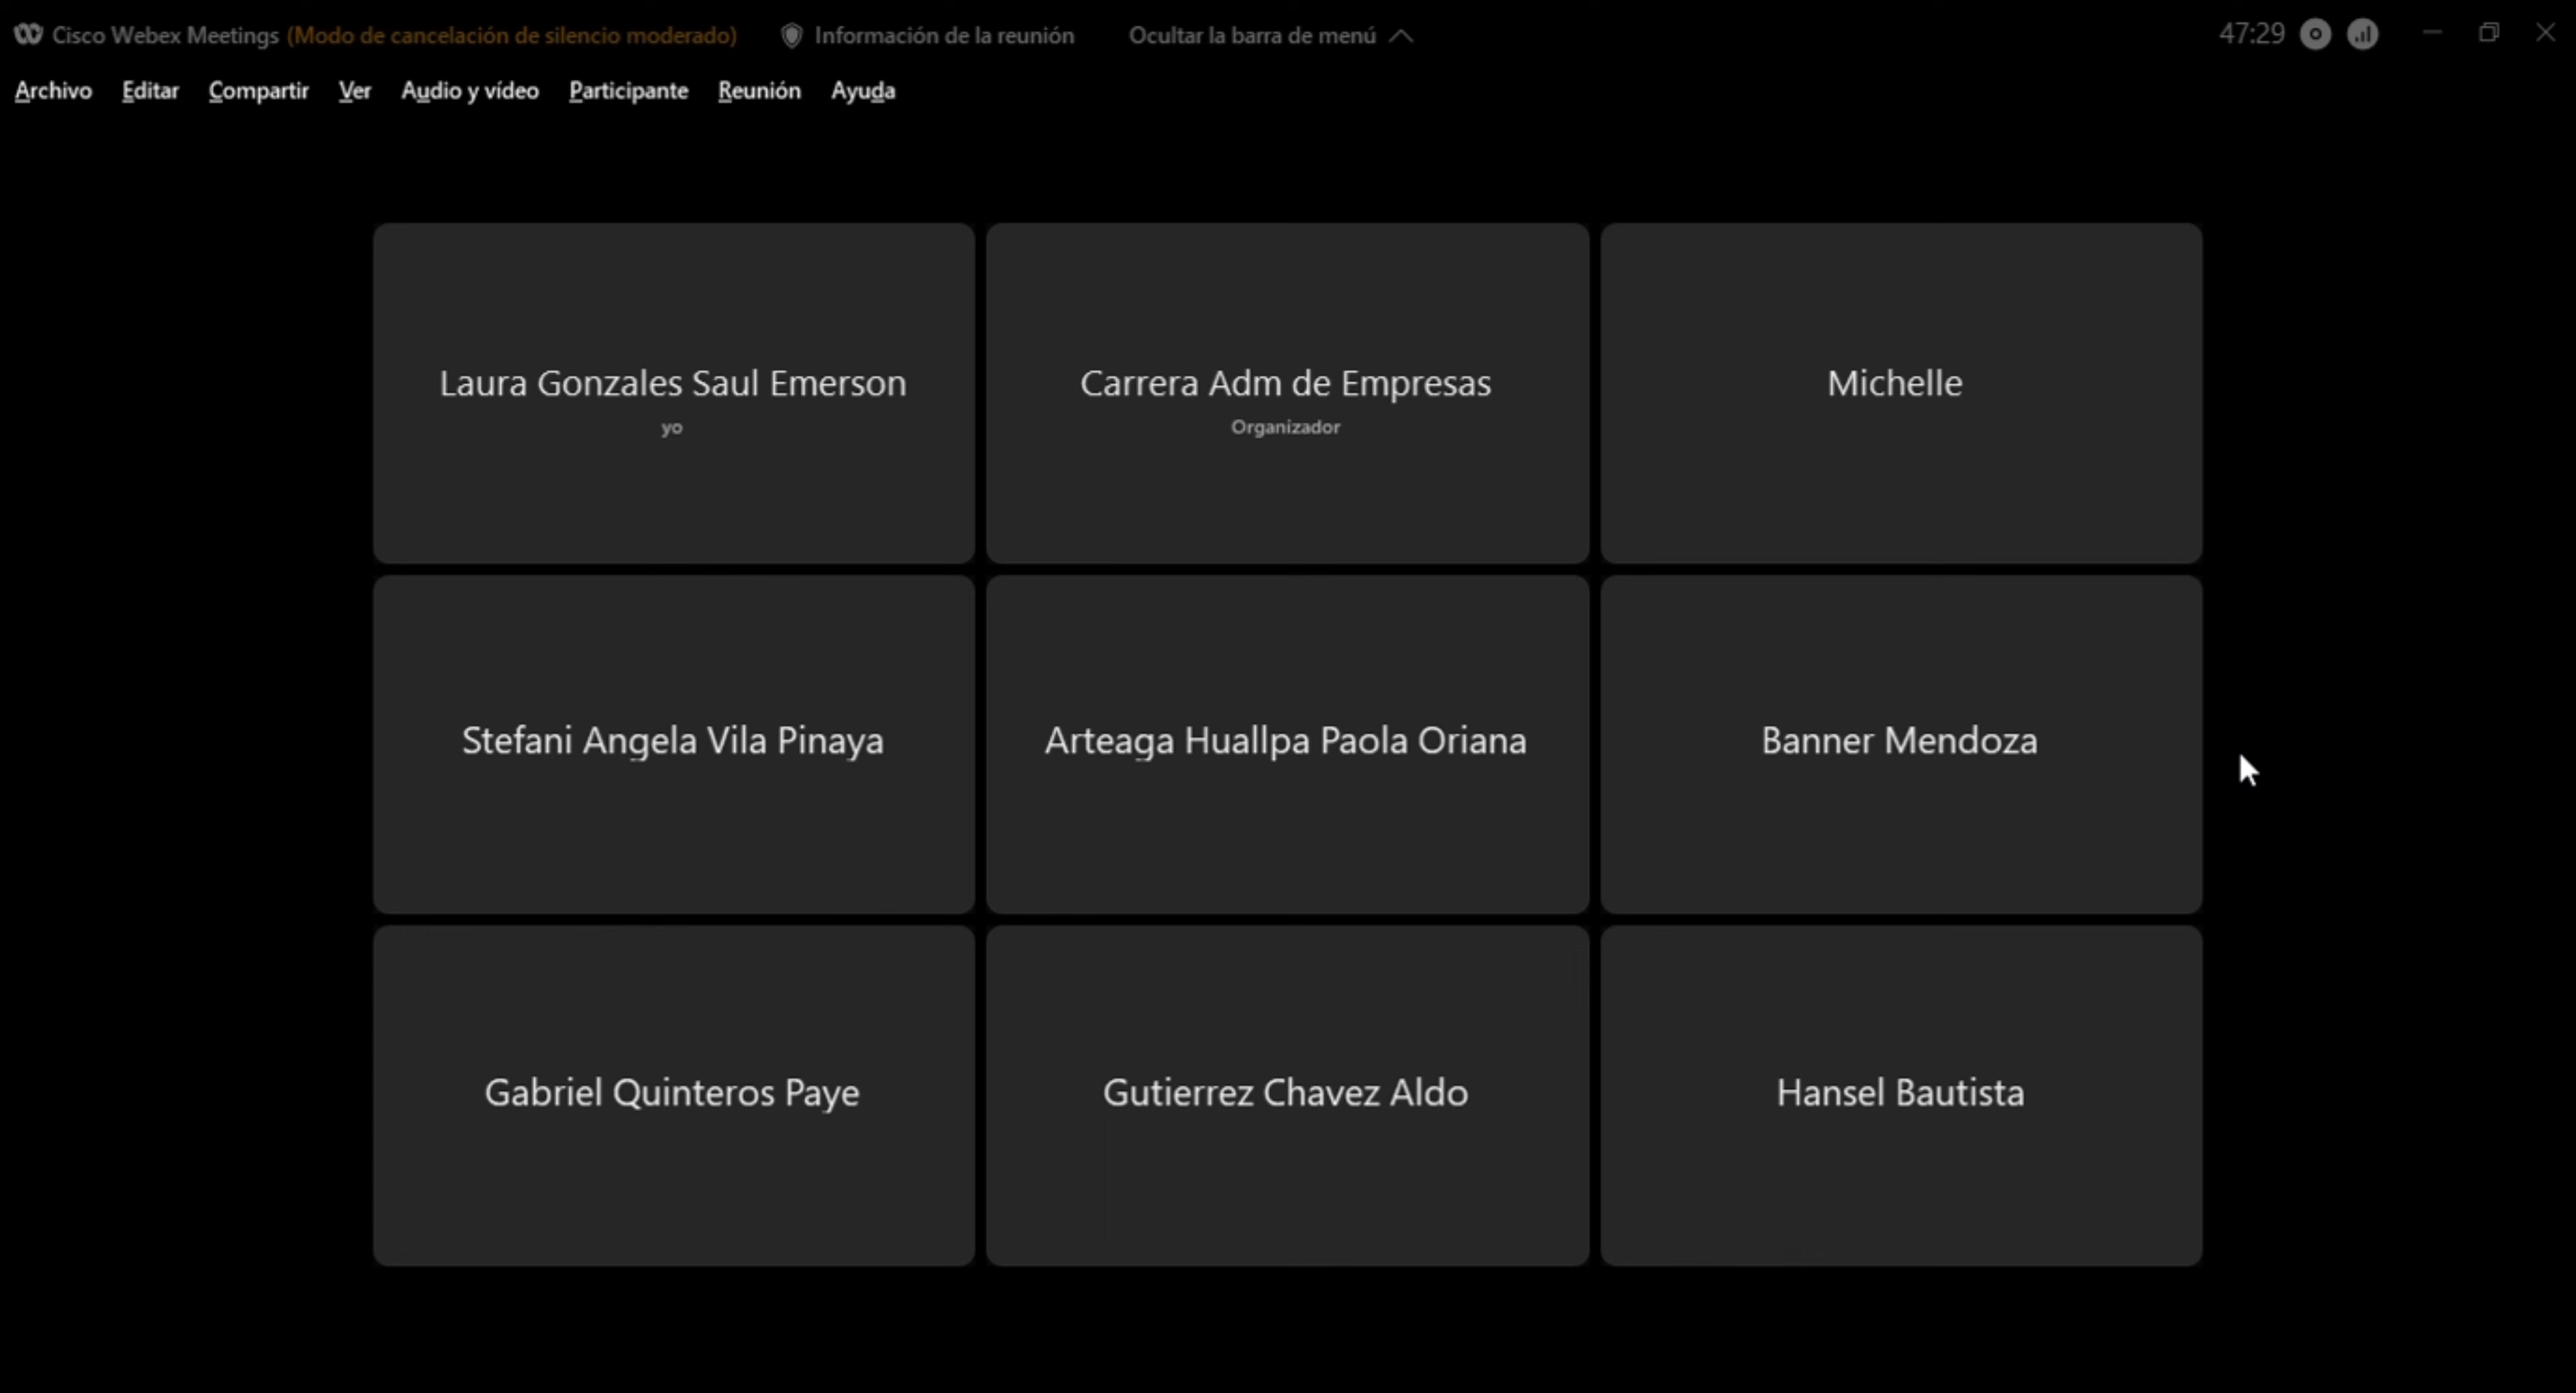 Cisco Webex Meetings (Modo de cancelación de silencio moderado) Información de la reunión Ocultar la barra de menú 47:29
Archivo Editar Compartir Ver Audio y vídeo Participante Reunión Ayuda
Laura Gonzales Saul Emerson
yo
Carrera Adm de Empresas
Organizador
Michelle
Stefani Angela Vila Pinaya
Arteaga Huallpa Paola Oriana
Banner Mendoza
Gabriel Quinteros Paye
Gutierrez Chavez Aldo
Hansel Bautista